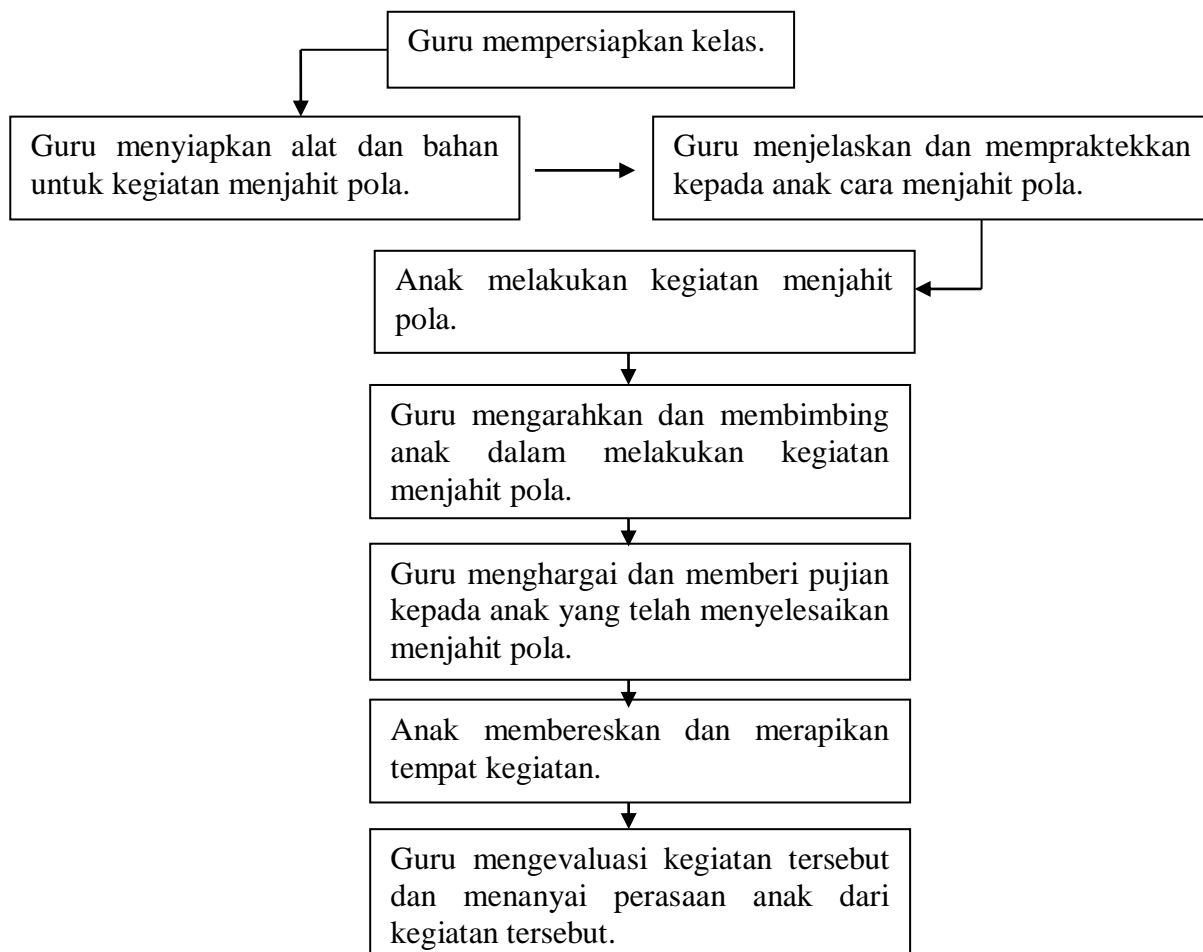 Guru mempersiapkan kelas.
Guru menyiapkan alat dan bahan
untuk kegiatan menjahit pola.
Guru menjelaskan dan mempraktekkan
kepada anak cara menjahit pola.
Anak melakukan kegiatan menjahit
pola.
Guru mengarahkan dan membimbing
anak dalam melakukan kegiatan
menjahit pola.
Guru menghargai dan memberi pujian
kepada anak yang telah menyelesaikan
menjahit pola.
Anak membereskan dan merapikan
tempat kegiatan.
Guru mengevaluasi kegiatan tersebut
dan menanyai perasaan anak dari
kegiatan tersebut.